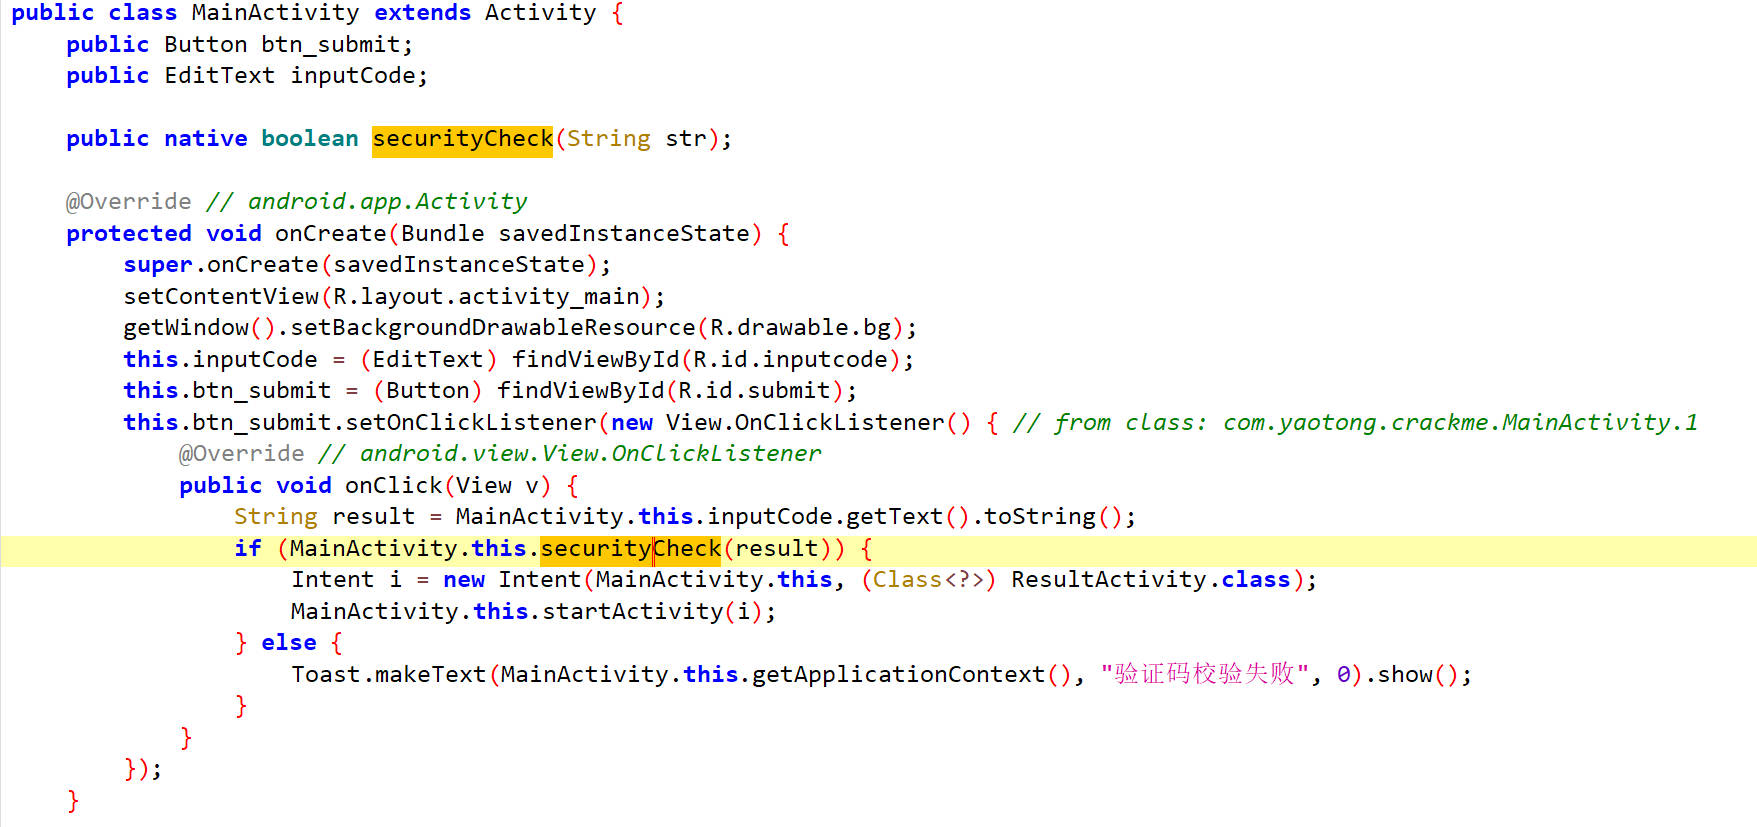 public class MainActivity extends Activity {
    public Button btn_submit;
    public EditText inputCode;

    public native boolean securityCheck(String str);

    @Override // android.app.Activity
    protected void onCreate(Bundle savedInstanceState) {
        super.onCreate(savedInstanceState);
        setContentView(R.layout.activity_main);
        getWindow().setBackgroundDrawableResource(R.drawable.bg);
        this.inputCode = (EditText) findViewById(R.id.inputcode);
        this.btn_submit = (Button) findViewById(R.id.submit);
        this.btn_submit.setOnClickListener(new View.OnClickListener() { // from class: com.yaotong.crackme.MainActivity.1
            @Override // android.view.View.OnClickListener
            public void onClick(View v) {
                String result = MainActivity.this.inputCode.getText().toString();
                if (MainActivity.this.securityCheck(result)) {
                    Intent i = new Intent(MainActivity.this, (Class<?>) ResultActivity.class);
                    MainActivity.this.startActivity(i);
                } else {
                    Toast.makeText(MainActivity.this.getApplicationContext(), "验证码校验失败", 0).show();
                }
            }
        });
    }